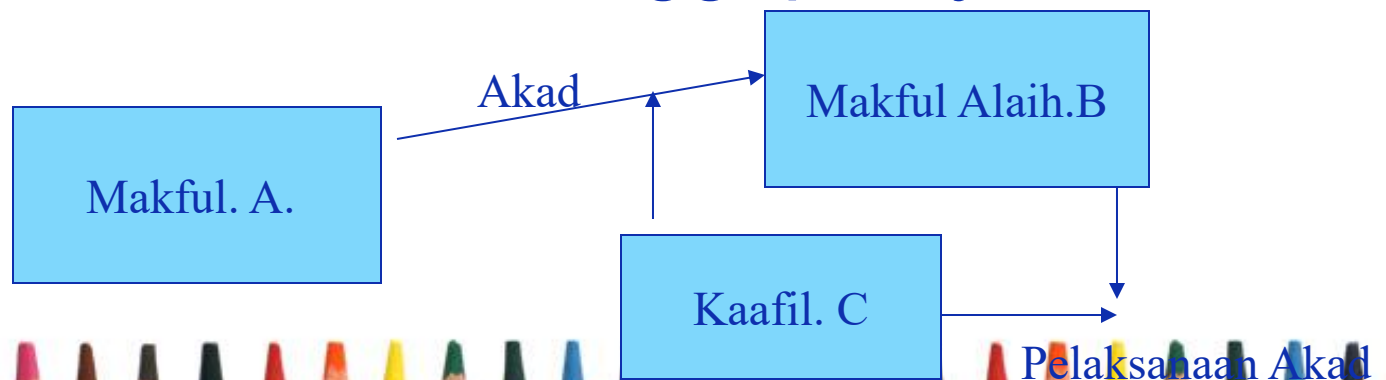 Akad
Makful Alaih.B
Makful. A.
Kaafil. C
Pelaksanaan Akad